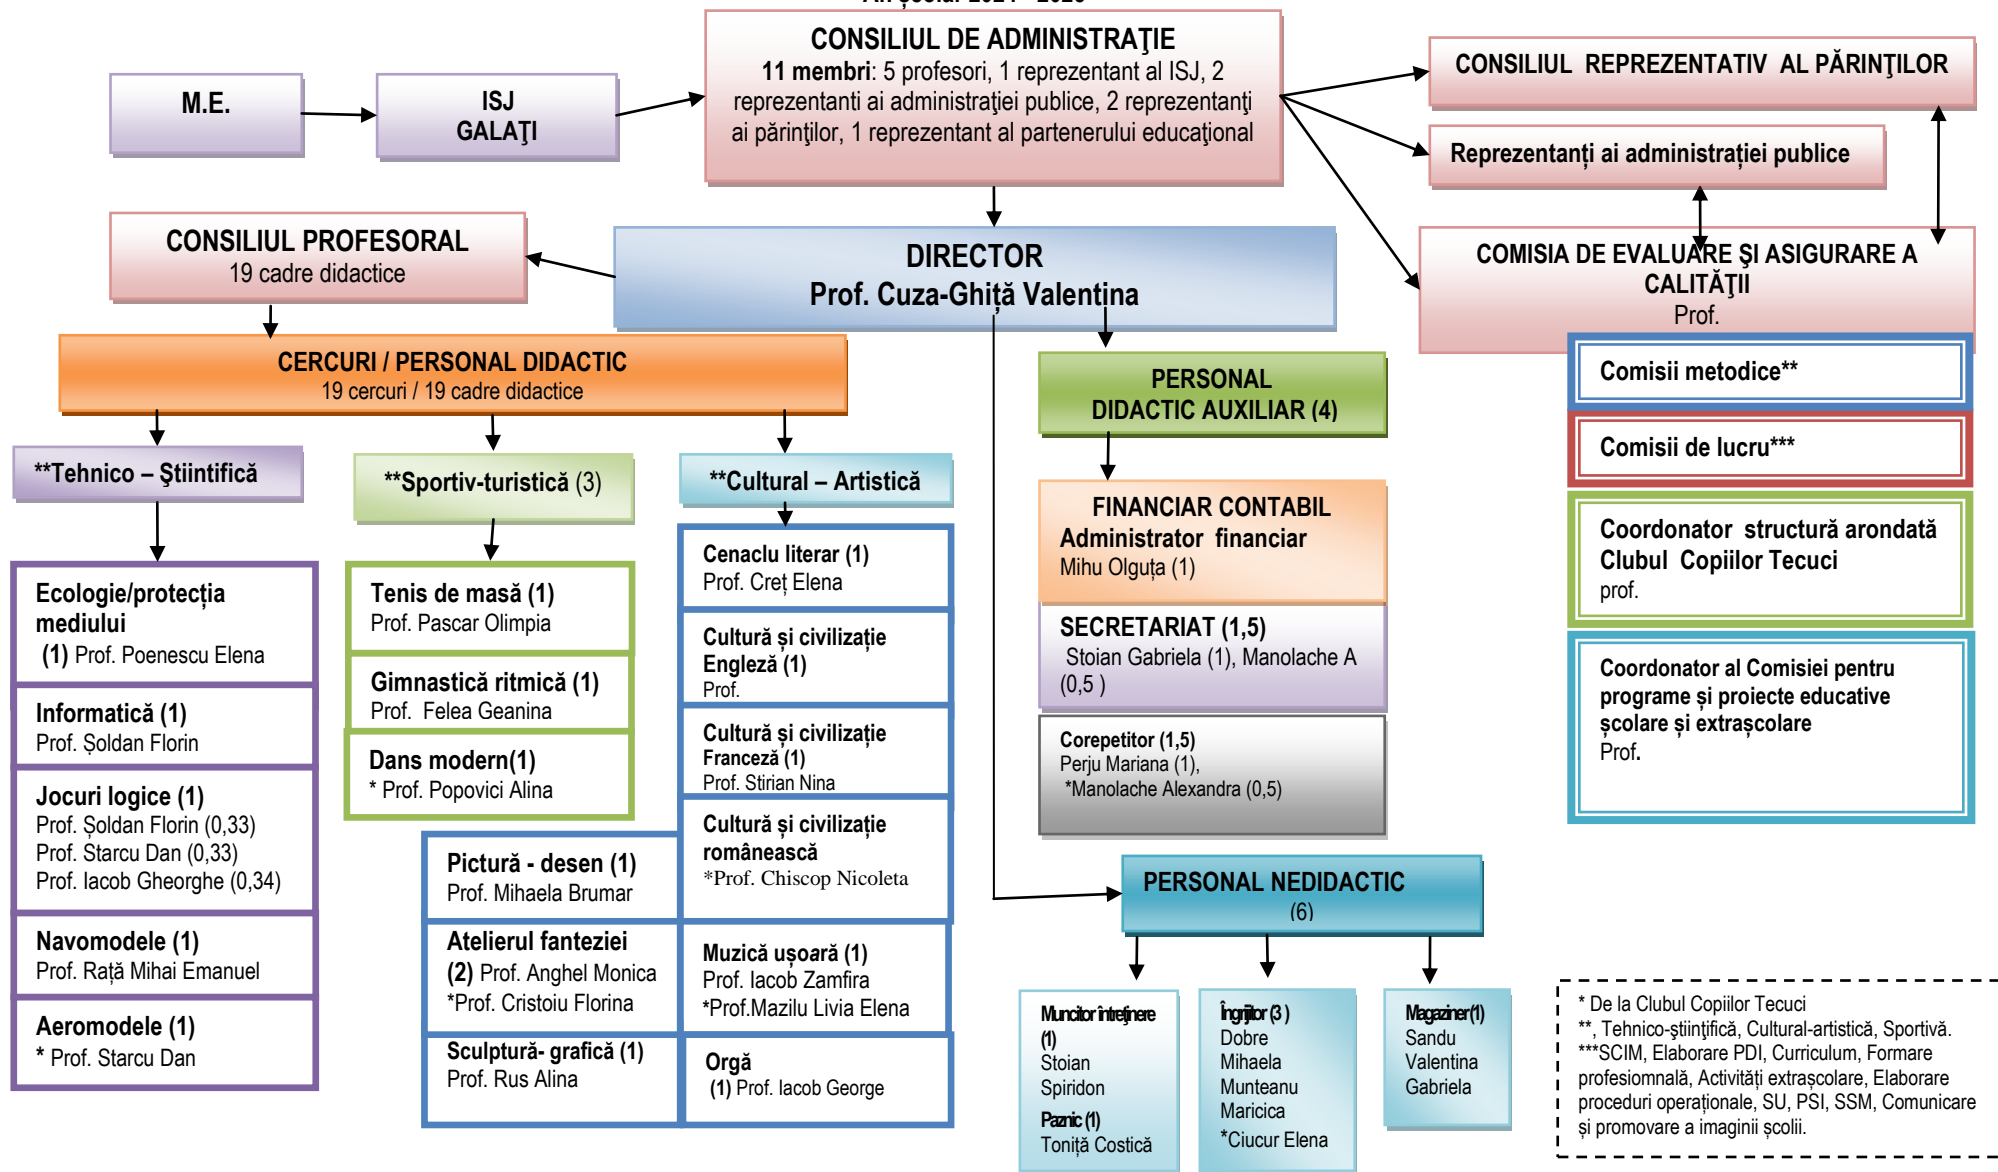 CONSILIUL DE ADMINISTRAŢIE
11 membri: 5 profesori, 1 reprezentant al ISJ, 2
reprezentanti ai administraţiei publice, 2 reprezentanţi
ai părinţilor, 1 reprezentant al partenerului educaţional
M.E.
ISJ
GALAŢI
CONSILIUL REPREZENTATIV AL PĂRINŢILOR
Reprezentanți ai administrației publice
CONSILIUL PROFESORAL
19 cadre didactice
DIRECTOR
Prof. Cuza-Ghiță Valentina
COMISIA DE EVALUARE ŞI ASIGURARE A
CALITĂŢII
Prof.
CERCURI / PERSONAL DIDACTIC
19 cercuri / 19 cadre didactice
PERSONAL
DIDACTIC AUXILIAR (4)
Comisii metodice**
Comisii de lucru***
Coordonator structură arondată
Clubul Copiilor Tecuci
prof.
Coordonator al Comisiei pentru
programe și proiecte educative
școlare și extrașcolare
Prof.
**Tehnico – Ştiintifică
**Sportiv-turistică (3)
**Cultural – Artistică
Ecologie/protecția
mediului
(1) Prof. Poenescu Elena
Informatică (1)
Prof. Șoldan Florin
Jocuri logice (1)
Prof. Șoldan Florin (0,33)
Prof. Starcu Dan (0,33)
Prof. Iacob Gheorghe (0,34)
Navomodele (1)
Prof. Rață Mihai Emanuel
Aeromodele (1)
* Prof. Starcu Dan
Tenis de masă (1)
Prof. Pascar Olimpia
Gimnastică ritmică (1)
Prof. Felea Geanina
Dans modern(1)
* Prof. Popovici Alina
Pictură - desen (1)
Prof. Mihaela Brumar
Atelierul fanteziei
(2) Prof. Anghel Monica
*Prof. Cristoiu Florina
Sculptură- grafică (1)
Prof. Rus Alina
Cenaclu literar (1)
Prof. Creț Elena
Cultură și civilizație
Engleză (1)
Prof.
Cultură și civilizație
Franceză (1)
Prof. Stirian Nina
Cultură și civilizație
românească
*Prof. Chiscop Nicoleta
Muzică ușoară (1)
Prof. Iacob Zamfira
*Prof.Mazilu Livia Elena
Orgă
(1) Prof. Iacob George
FINANCIAR CONTABIL
Administrator financiar
Mihu Olguța (1)
SECRETARIAT (1,5)
Stoian Gabriela (1), Manolache A
(0,5 )
Corepetitor (1,5)
Perju Mariana (1),
*Manolache Alexandra (0,5)
PERSONAL NEDIDACTIC
(6)
Muncitor întreţinere
(1)
Stoian
Spiridon
Paznic (1)
Toniță Costică
Îngrijitor (3 )
Dobre
Mihaela
Munteanu
Maricica
*Ciucur Elena
Magaziner(1)
Sandu
Valentina
Gabriela
* De la Clubul Copiilor Tecuci
**, Tehnico-ştiinţifică, Cultural-artistică, Sportivă.
***SCIM, Elaborare PDI, Curriculum, Formare
profesiomnală, Activități extrașcolare, Elaborare
proceduri operaționale, SU, PSI, SSM, Comunicare
și promovare a imaginii școlii.